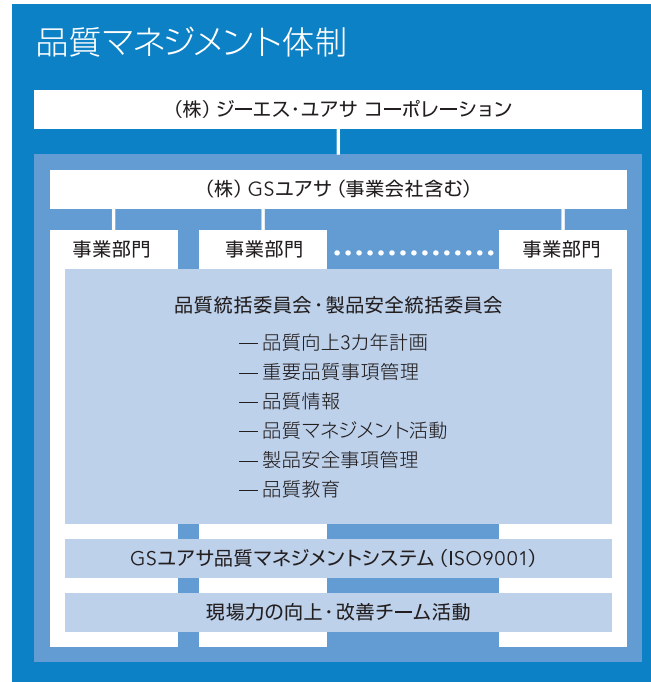 品質マネジメント体制
（株）ジーエス・ユアサ コーポレーション
（株）GSユアサ（事業会社含む）
事業部門 事業部門 事業部門
品質統括委員会・製品安全統括委員会
—品質向上3カ年計画
—重要品質事項管理
—品質情報
—品質マネジメント活動
—製品安全事項管理
—品質教育
GSユアサ品質マネジメントシステム（ISO9001）
現場力の向上・改善チーム活動